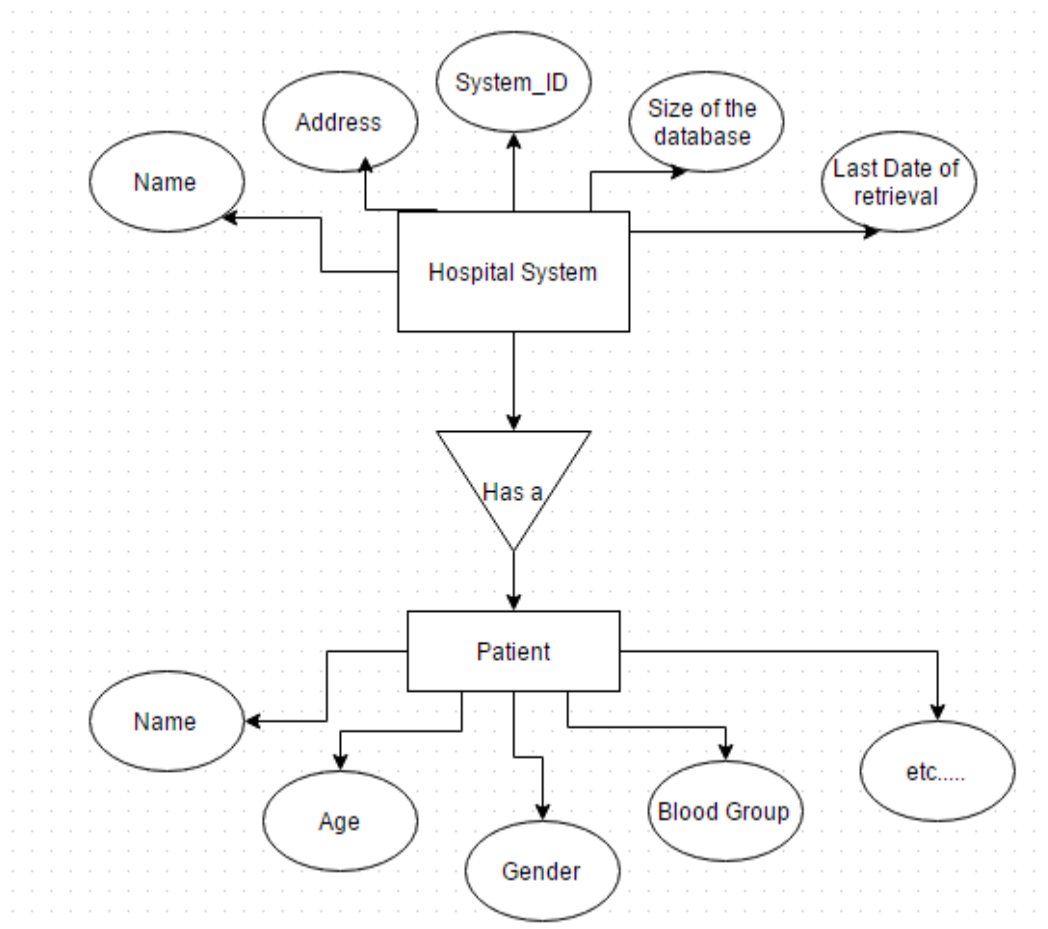 System_ID
Address
Size of the
database
Name
Last Date of
retrieval
Hospital System
Has a
Patient
Name
Age
Gender
Blood Group
etc.....